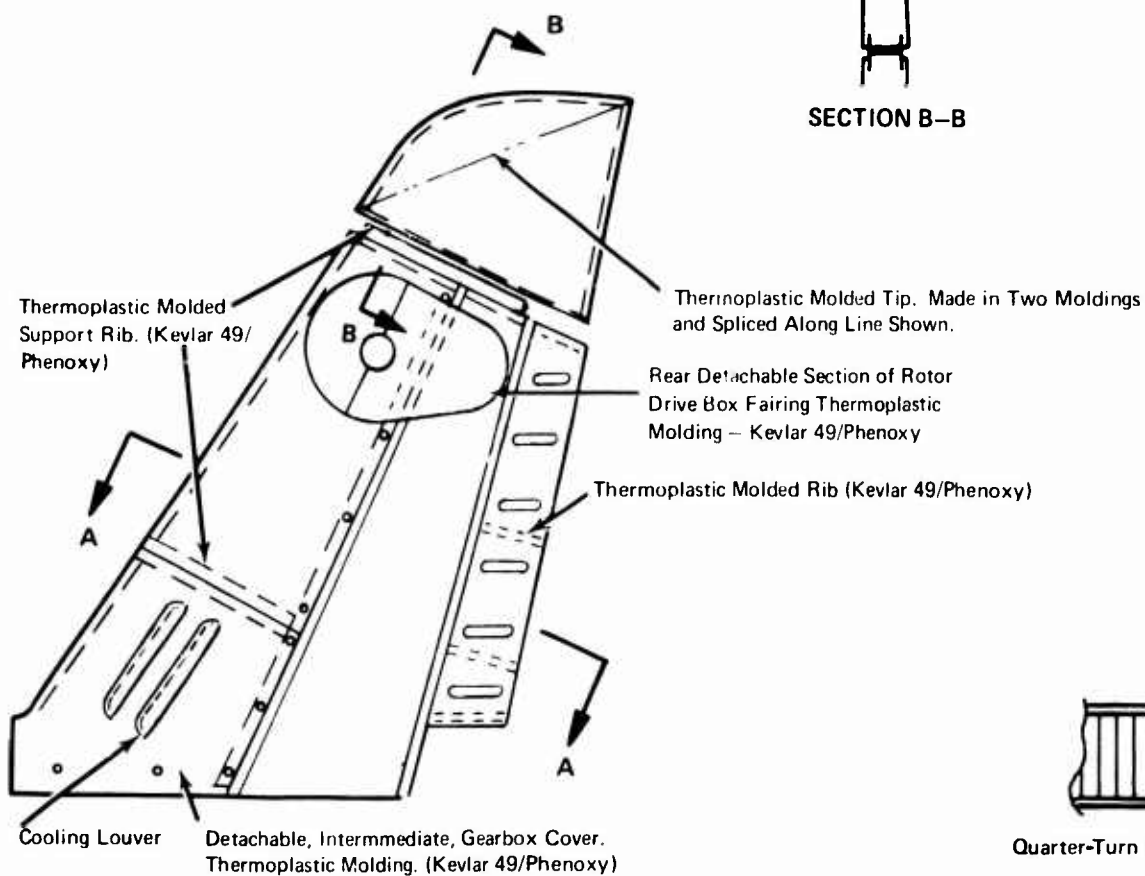 B
SECTION B–B
Thermoplastic Molded
Support Rib. (Kevlar 49/
Phenoxy)
B
Thermoplastic Molded Tip. Made in Two Moldings
and Spliced Along Line Shown.
Rear Detachable Section of Rotor
Drive Box Fairing Thermoplastic
Molding – Kevlar 49/Phenoxy
Thermoplastic Molded Rib (Kevlar 49/Phenoxy)
A
A
Cooling Louver
Detachable, Intermmediate, Gearbox Cover.
Thermoplastic Molding. (Kevlar 49/Phenoxy)
Quarter-Turn